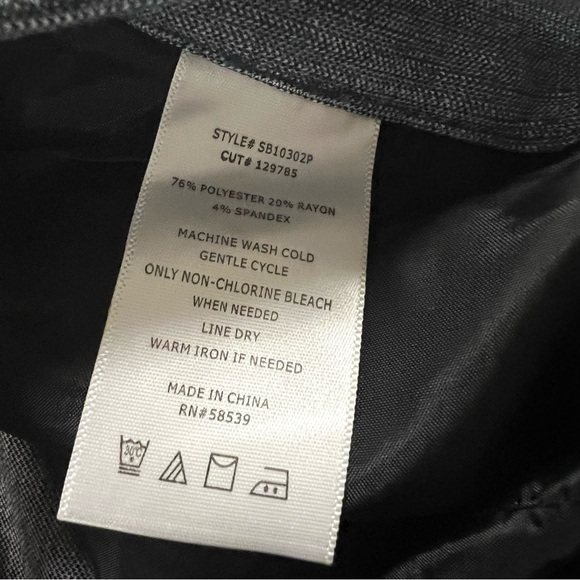 STYLE# SB10302P
CUT# 129785
76% POLYESTER 20% RAYON
4% SPANDEX
MACHINE WASH COLD
GENTLE CYCLE
ONLY NON-CHLORINE BLEACH
WHEN NEEDED
LINE DRY
WARM IRON IF NEEDED
MADE IN CHINA
RN#58539
30°C